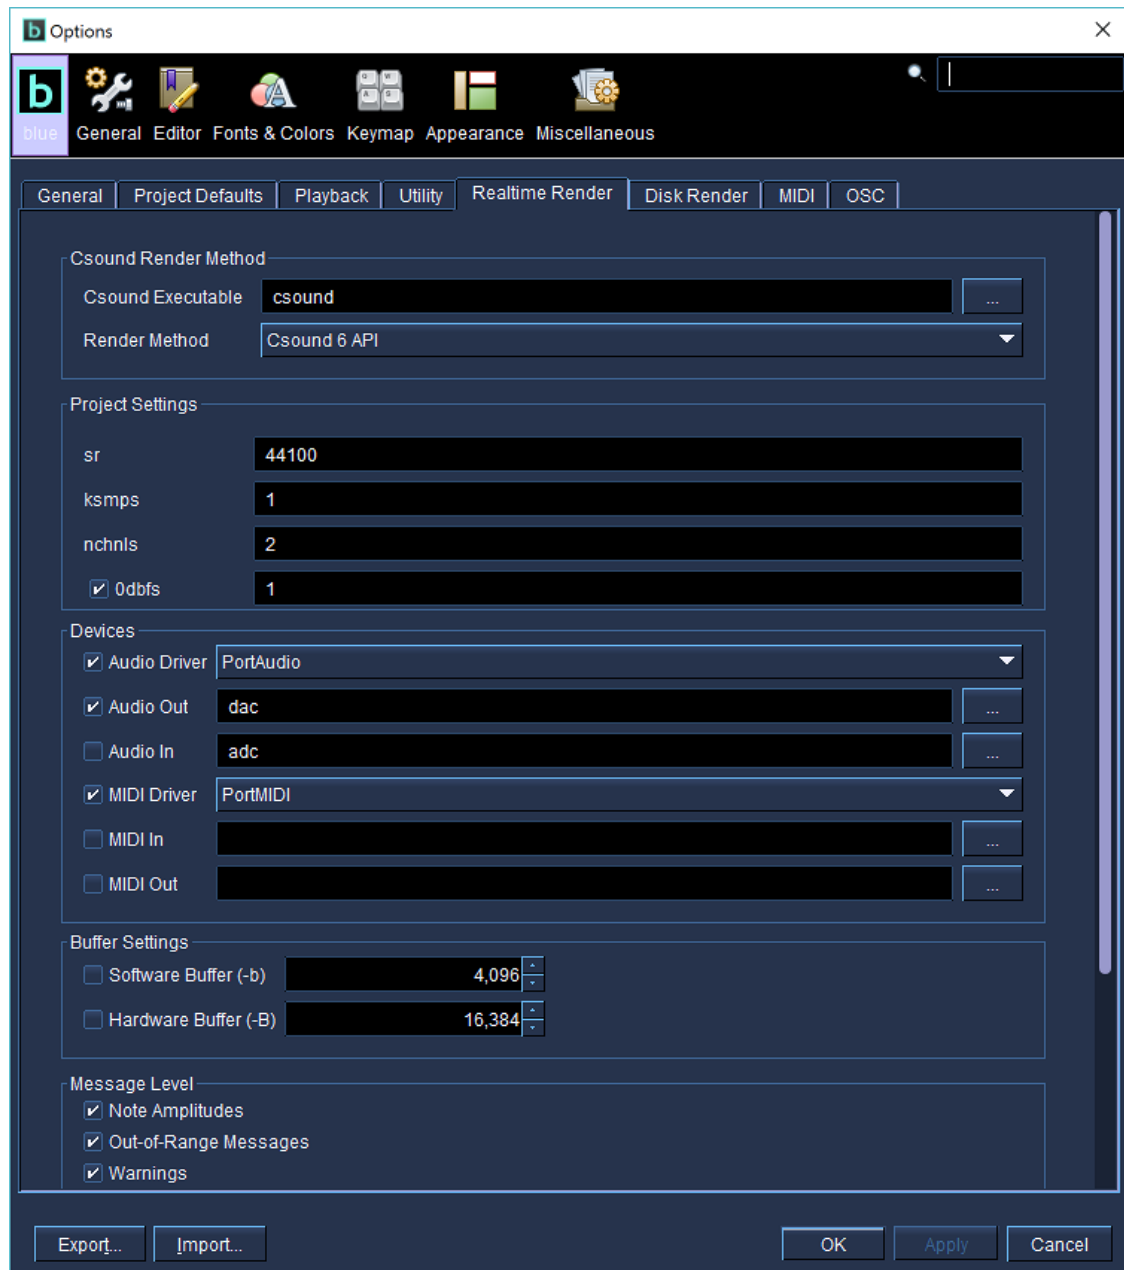 b Options
b
blue General Editor Fonts & Colors Keymap Appearance Miscellaneous
General Project Defaults Playback Utility Realtime Render Disk Render MIDI OSC
Csound Render Method
Csound Executable csound ...
Render Method Csound 6 API
Project Settings
sr 44100
ksmps 1
nchnls 2
0dbfs 1
Devices
Audio Driver PortAudio
Audio Out dac ...
Audio In adc ...
MIDI Driver PortMIDI
MIDI In ...
MIDI Out ...
Buffer Settings
Software Buffer (-b) 4,096
Hardware Buffer (-B) 16,384
Message Level
Note Amplitudes
Out-of-Range Messages
Warnings
Export... Import... OK Apply Cancel